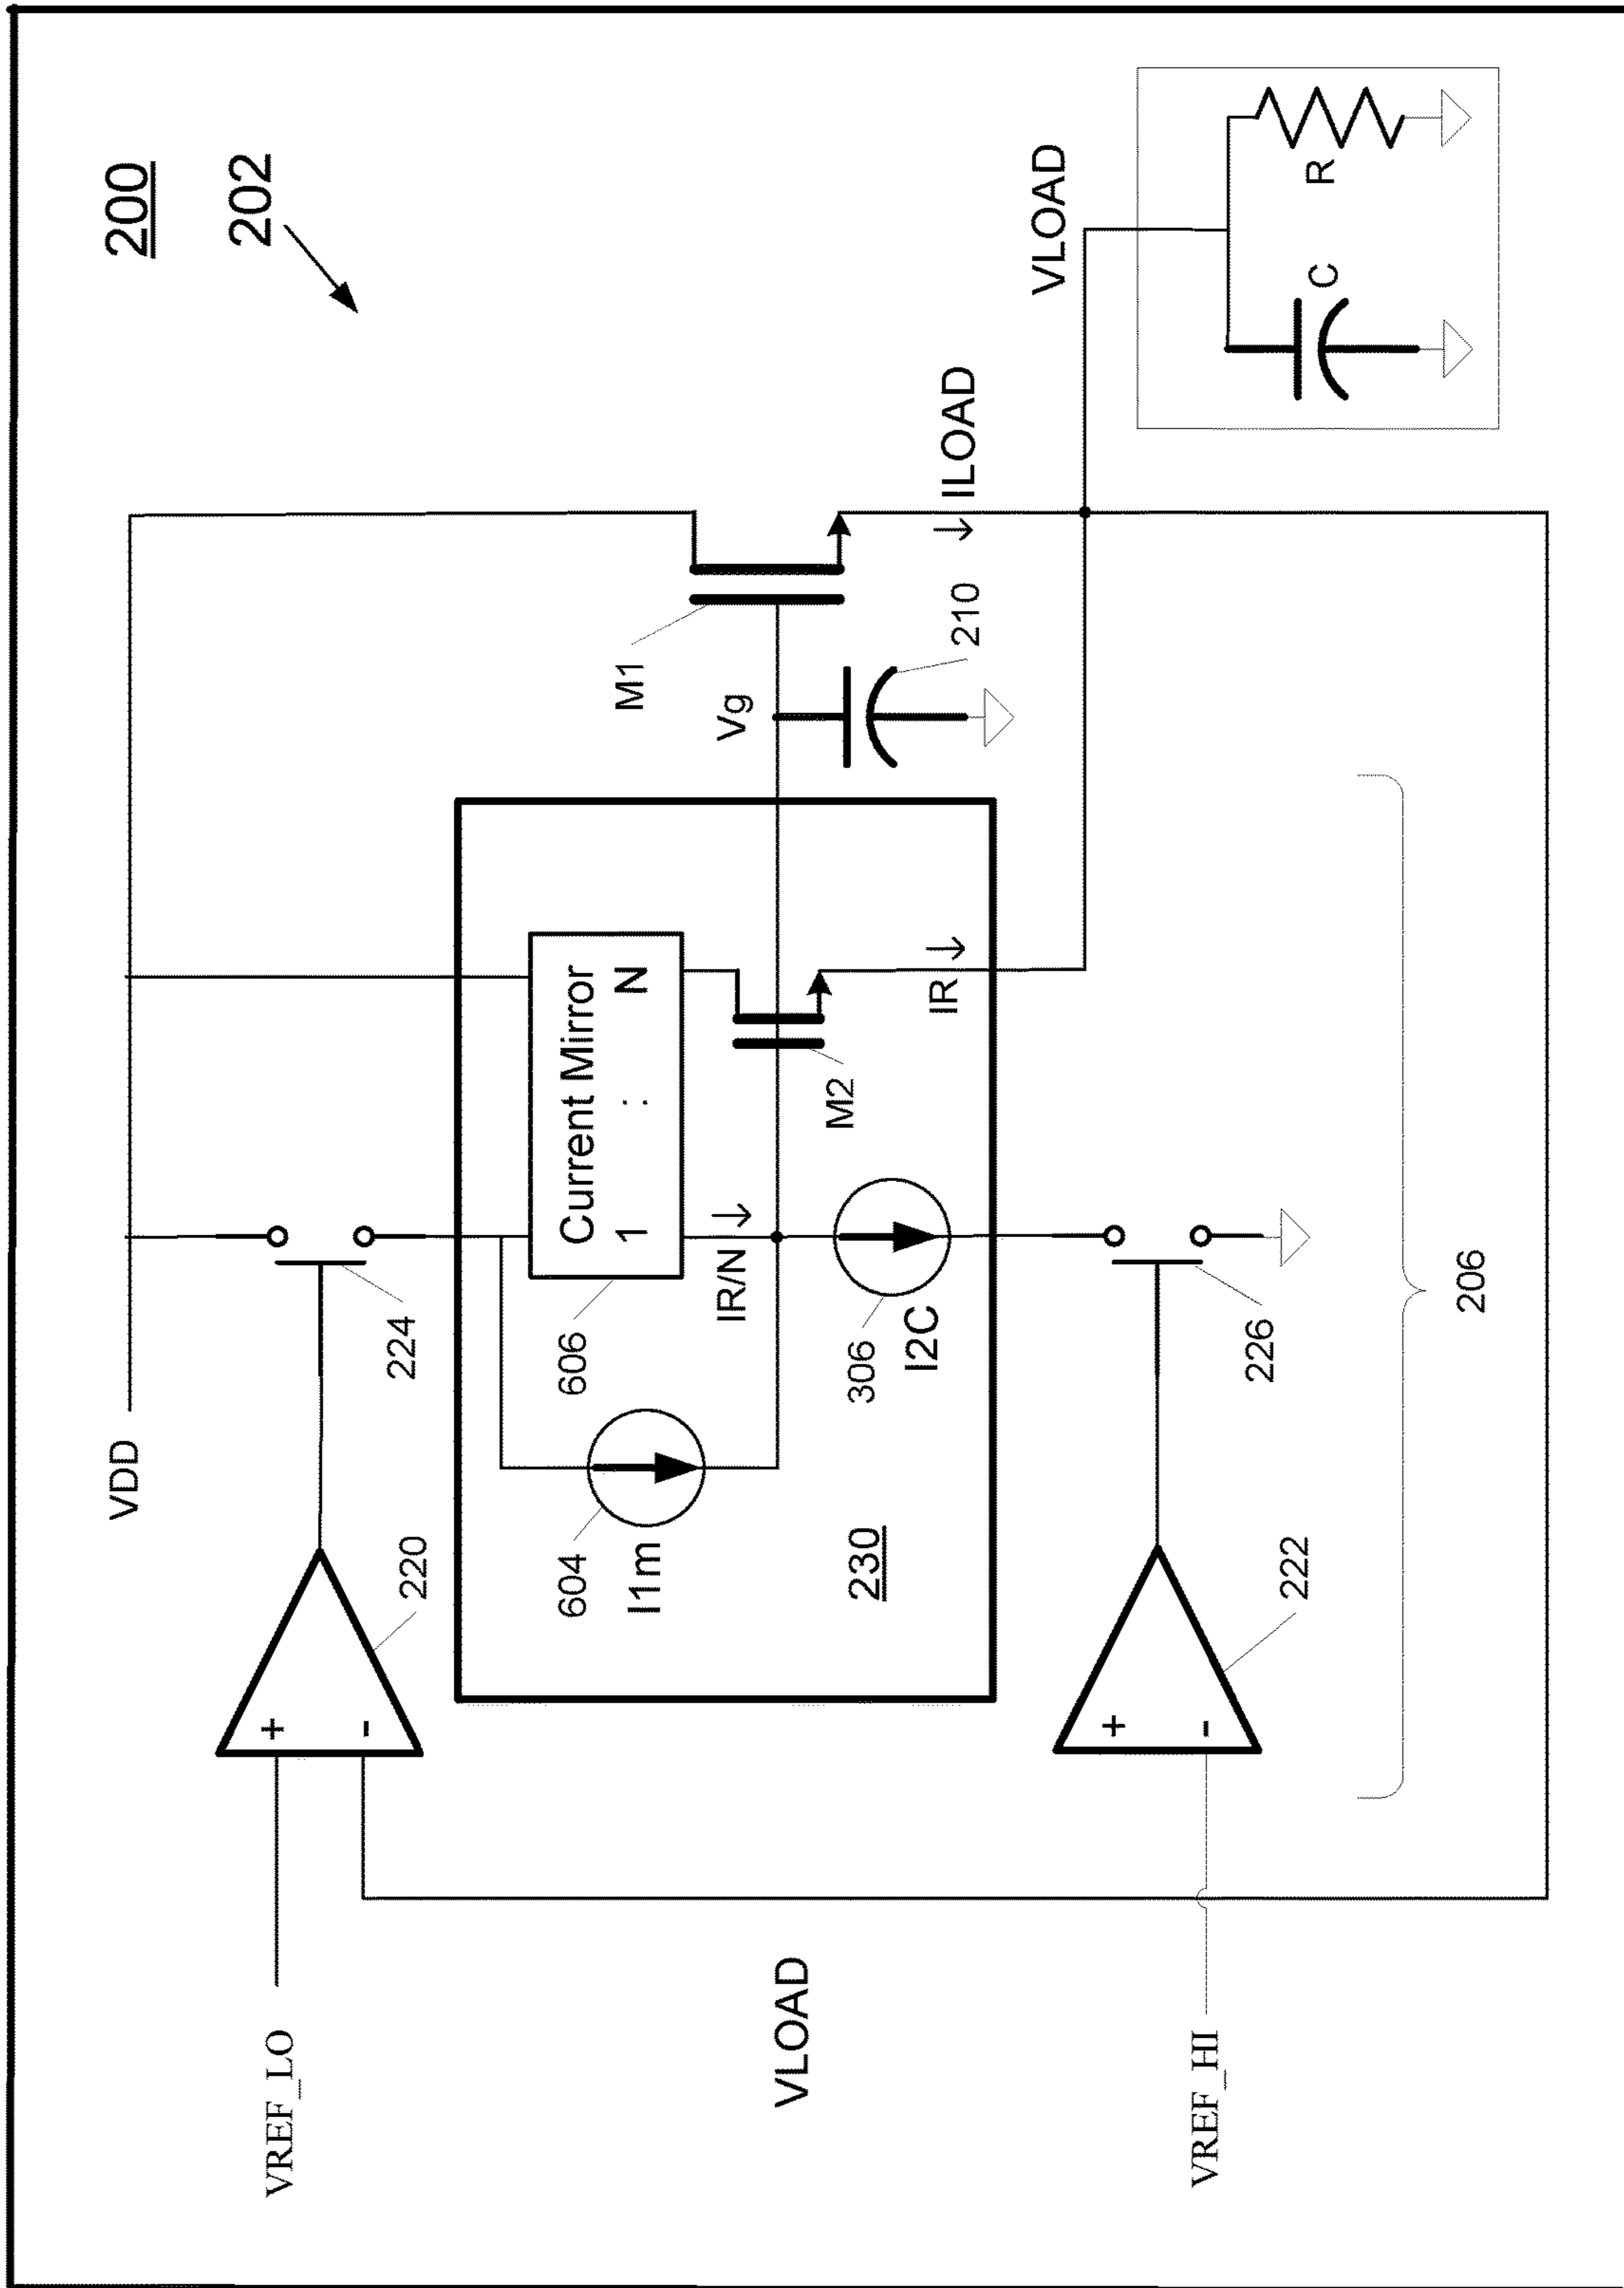 200
202
VDD
224
220
+
-
VREF_LO
Current Mirror
1 : N
606
604
I1m
IR/N ↓
M2
IR ↓
306
I2C
230
M1
Vg
210
↓ ILOAD
VLOAD
C
R
VLOAD
226
222
+
-
VREF_HI
206